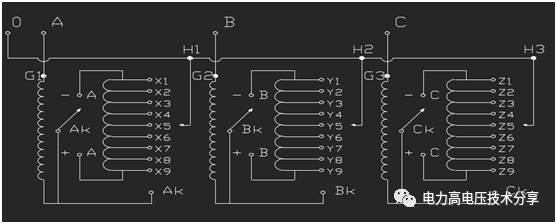 O A B C
H1 H2 H3
G1 G2 G3
X1 Y1 Z1
X2 Y2 Z2
− A − B − C
X3 Y3 Z3
X4 Y4 Z4
Ak X5 Bk Y5 Ck Z5
X6 Y6 Z6
X7 Y7 Z7
+ A + B + C
X8 Y8 Z8
X9 Y9 Z9
Ak Bk Ck
电力高电压技术分享